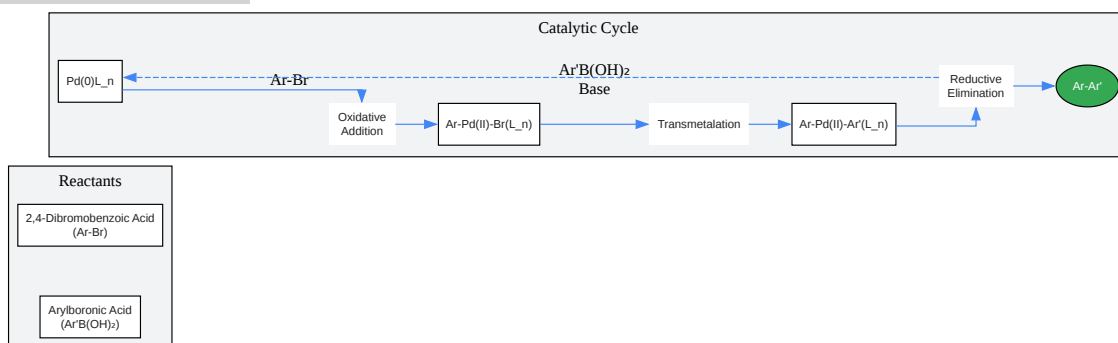 Catalytic Cycle
Pd(0)L_n
Ar-Br
Ar'B(OH)₂
Base
Reductive
Elimination
Ar-Ar'
Oxidative
Addition
Ar-Pd(II)-Br(L_n)
Transmetalation
Ar-Pd(II)-Ar'(L_n)
Reactants
2,4-Dibromobenzoic Acid
(Ar-Br)
Arylboronic Acid
(Ar'B(OH)₂)